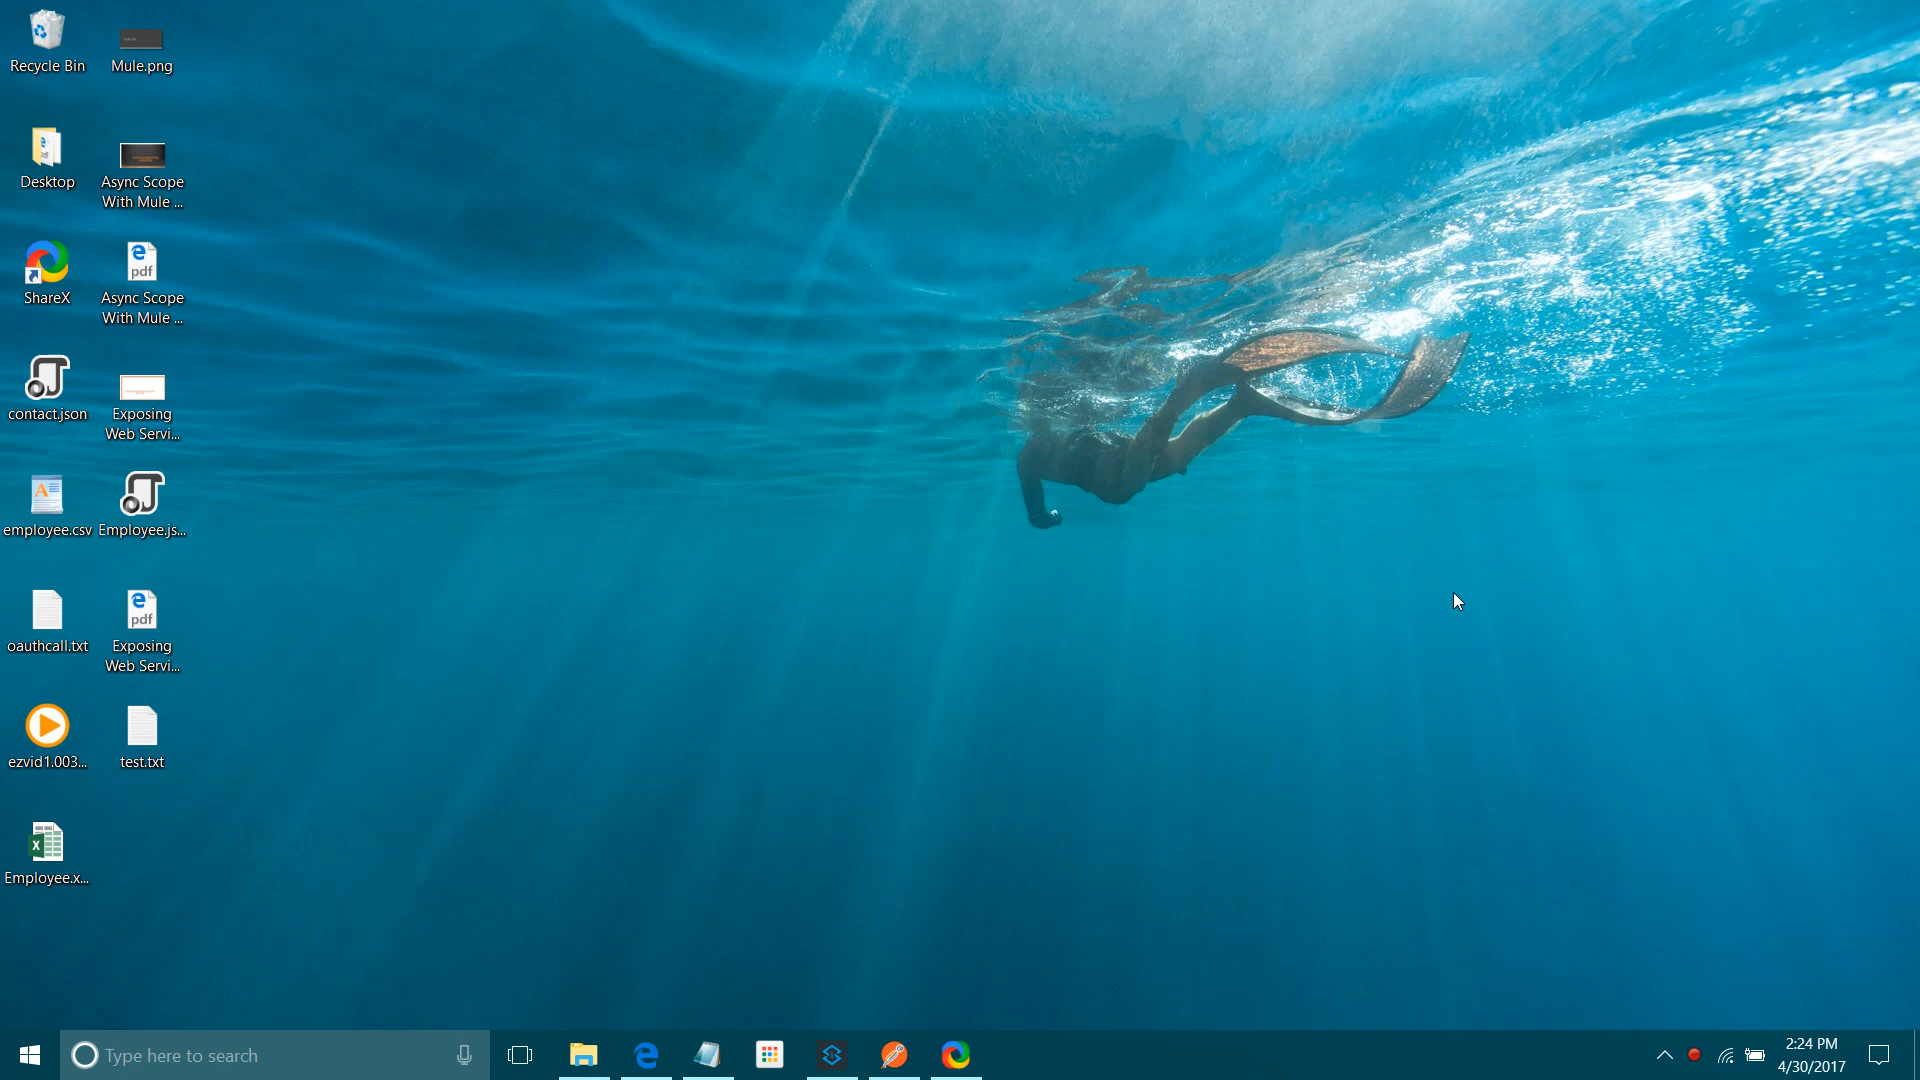 Recycle Bin
Mule.png
Desktop
Async Scope
With Mule ...
ShareX
pdf
Async Scope
With Mule ...
contact.json
Exposing
Web Servi...
employee.csv
Employee.js...
oauthcall.txt
pdf
Exposing
Web Servi...
ezvid1.003...
test.txt
Employee.x...
Type here to search
2:24 PM
4/30/2017